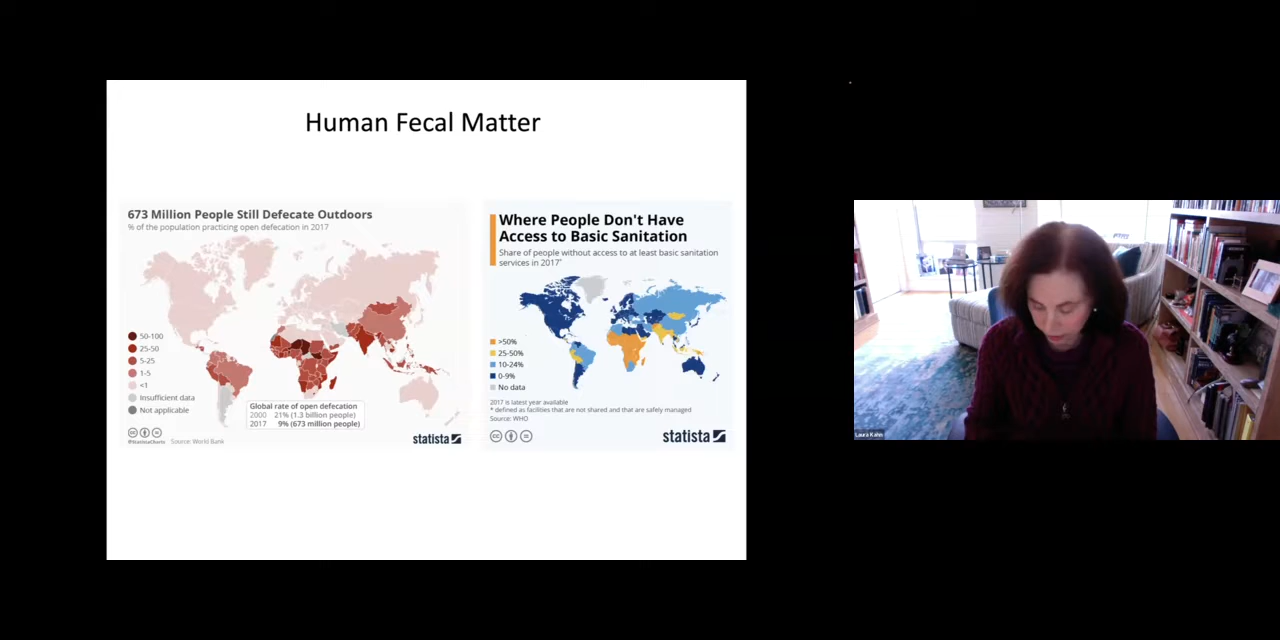 Human Fecal Matter
673 Million People Still Defecate Outdoors
% of the population practicing open defecation in 2017
50-100
25-50
5-25
1-5
<1
Insufficient data
Not applicable
Global rate of open defecation
2000 21% (1.3 billion people)
2017 9% (673 million people)
@StatistaCharts Source: World Bank
statista
Where People Don't Have
Access to Basic Sanitation
Share of people without access to at least basic sanitation
services in 2017*
>50%
25-50%
10-24%
0-9%
No data
2017 is latest year available
* defined as facilities that are not shared and that are safely managed
Source: WHO
statista
Laura Kahn